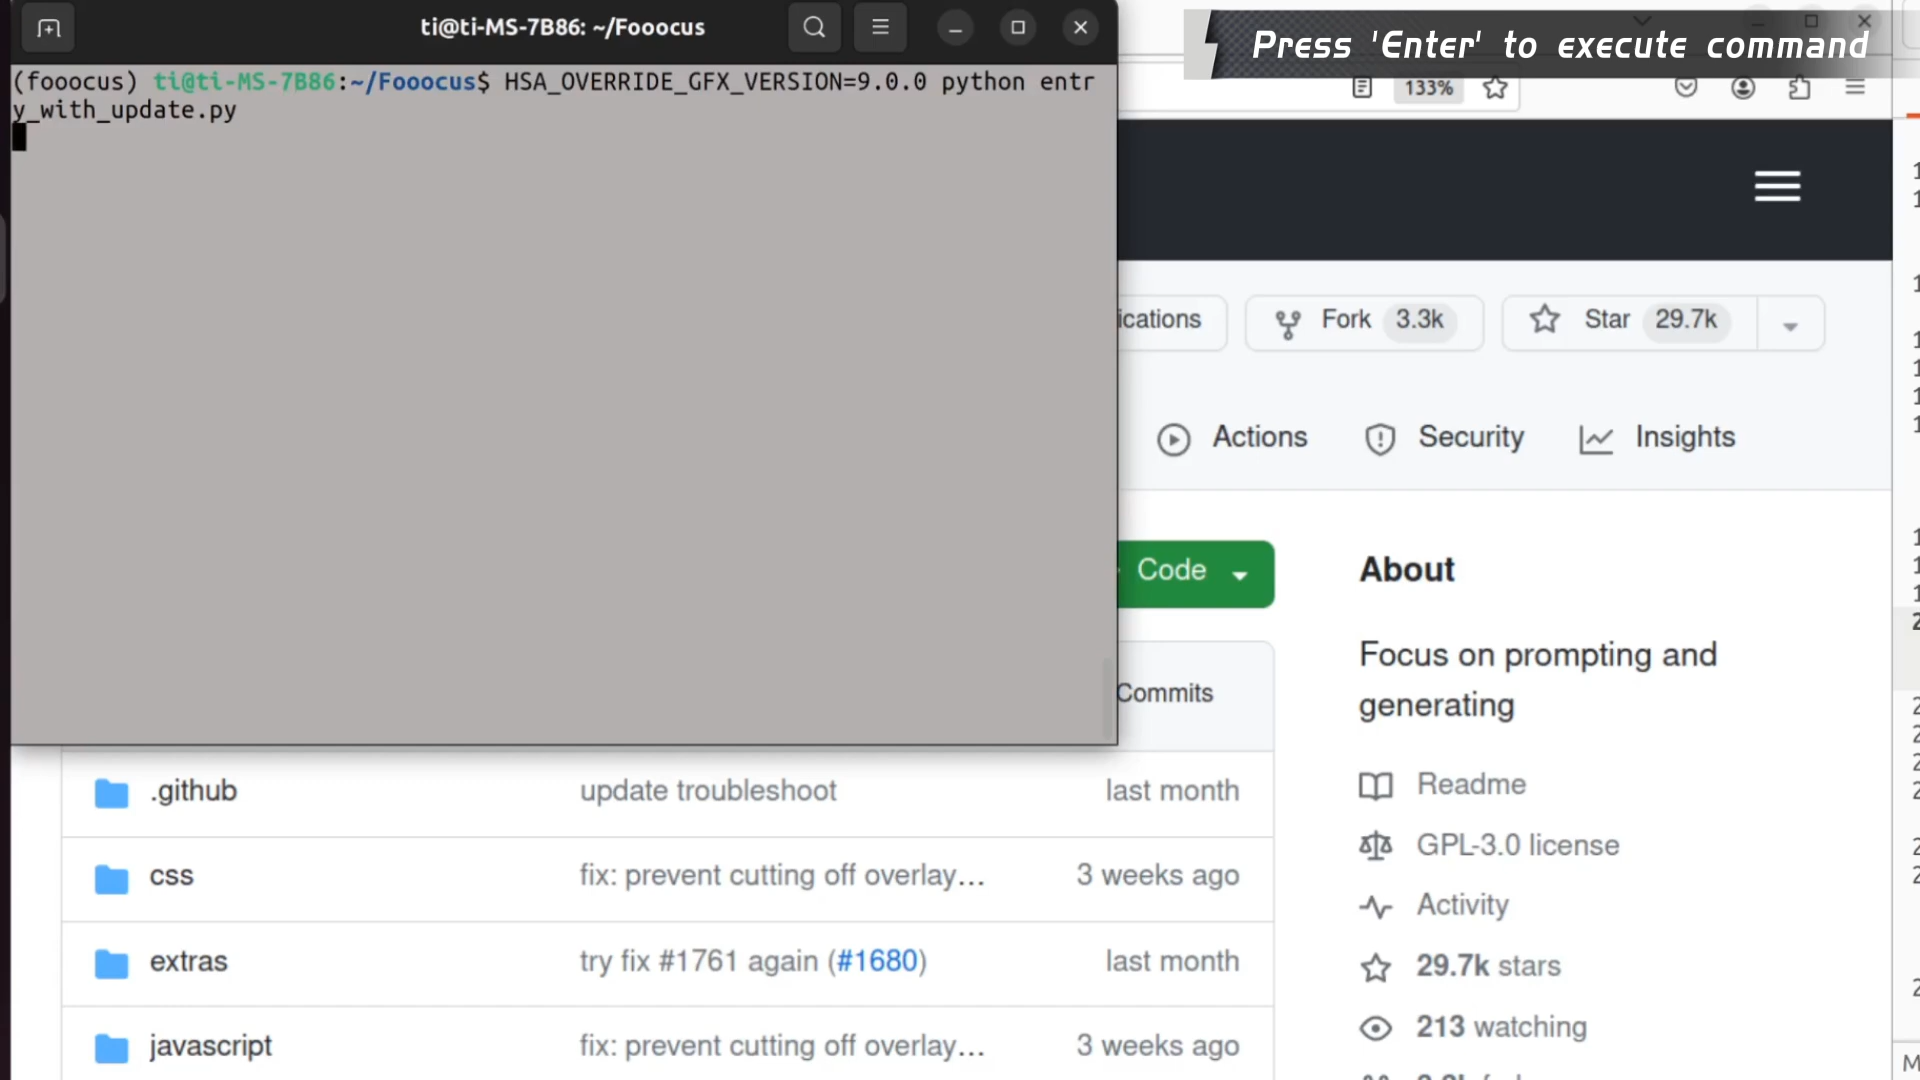 ti@ti-MS-7B86: ~/Fooocus
Press 'Enter' to execute command
(fooocus) ti@ti-MS-7B86:~/Fooocus$ HSA_OVERRIDE_GFX_VERSION=9.0.0 python entr
y_with_update.py
133%
ications
Fork 3.3k
Star 29.7k
Actions
Security
Insights
Code
About
Focus on prompting and
generating
Commits
Readme
.github update troubleshoot last month
GPL-3.0 license
css fix: prevent cutting off overlay… 3 weeks ago
Activity
extras try fix #1761 again (#1680) last month
29.7k stars
213 watching
javascript fix: prevent cutting off overlay… 3 weeks ago